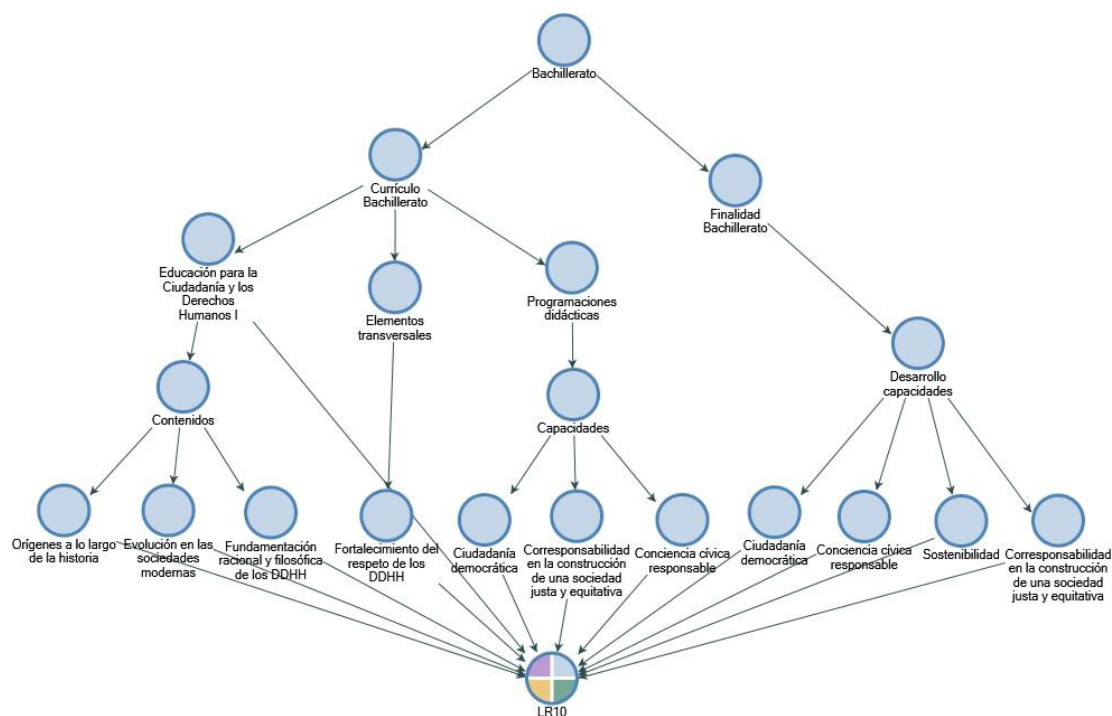 Bachillerato
Currículo
Bachillerato
Finalidad
Bachillerato
Educación para la
Ciudadanía y los
Derechos
Humanos I
Elementos
transversales
Programaciones
didácticas
Desarrollo
capacidades
Contenidos
Capacidades
Orígenes a lo largo
de la historia
Evolución en las
sociedades
modernas
Fundamentación
racional y filosófica
de los DDHH
Fortalecimiento del
respeto de los
DDHH
Ciudadanía
democrática
Corresponsabilidad
en la construcción
de una sociedad
justa y equitativa
Conciencia cívica
responsable
Ciudadanía
democrática
Conciencia cívica
responsable
Sostenibilidad
Corresponsabilidad
en la construcción
de una sociedad
justa y equitativa
LR10